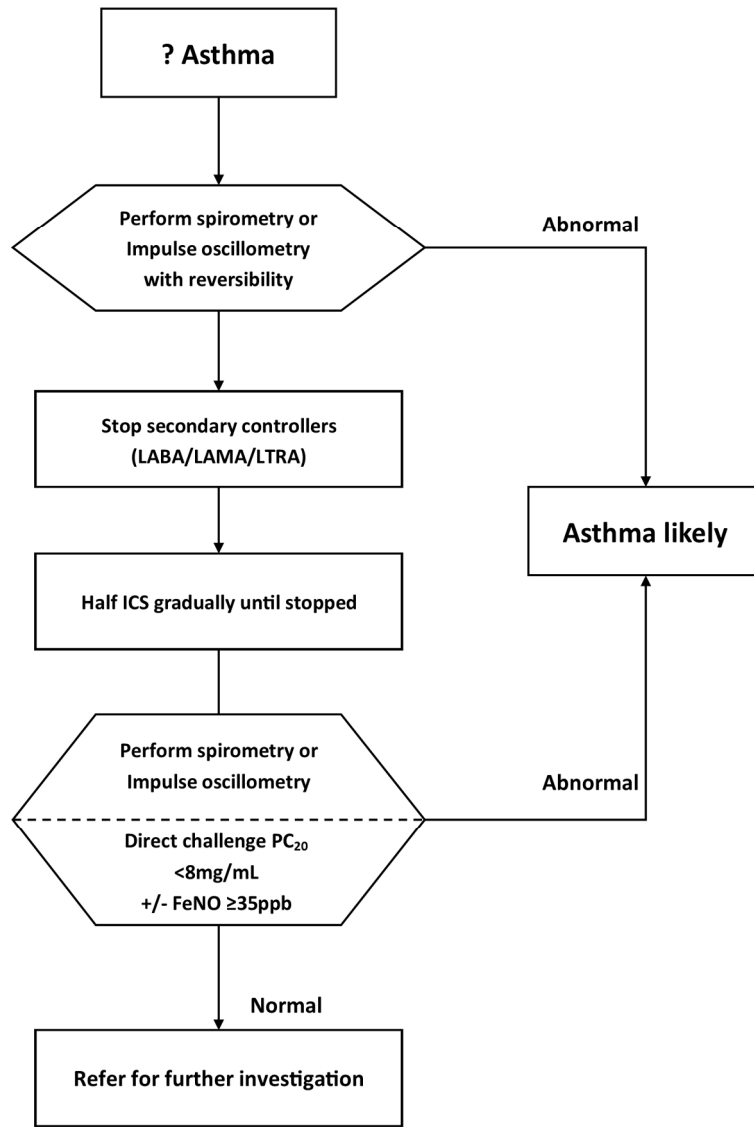 ? Asthma
Perform spirometry or
Impulse oscillometry
with reversibility
Abnormal
Stop secondary controllers
(LABA/LAMA/LTRA)
Asthma likely
Half ICS gradually until stopped
Perform spirometry or
Impulse oscillometry
Abnormal
Direct challenge PC₂₀
<8mg/mL
+/- FeNO ≥35ppb
Normal
Refer for further investigation